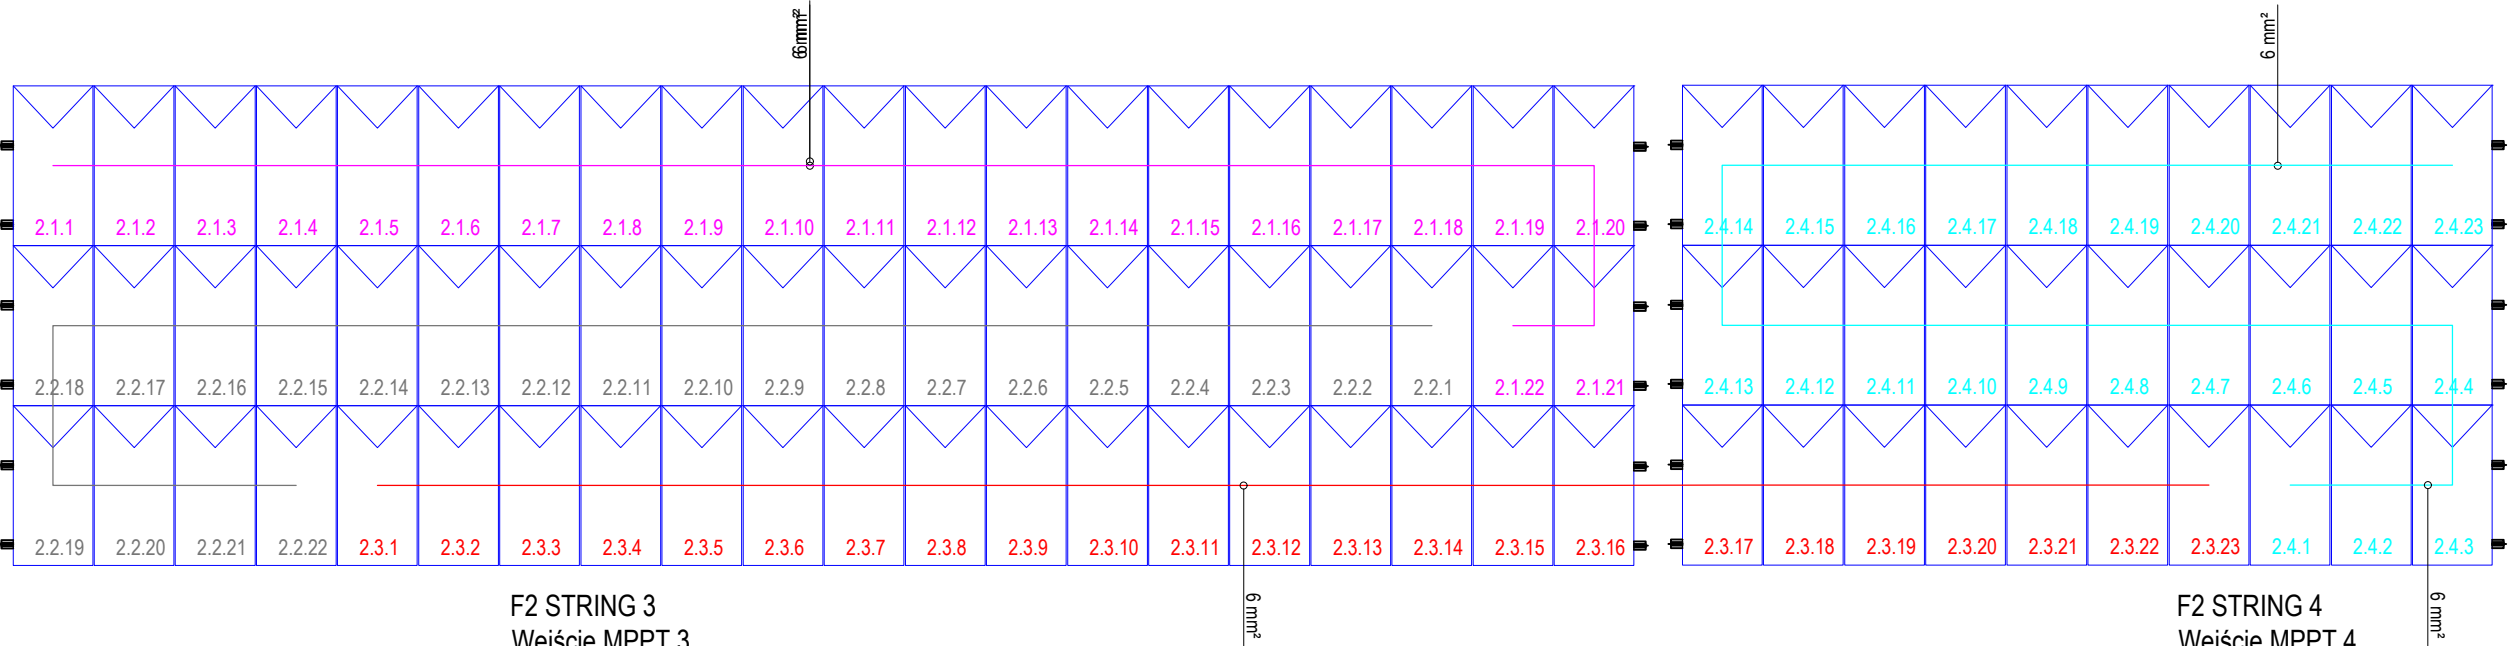 6 mm² 6 mm²
6 mm²
2.1.1 2.1.2 2.1.3 2.1.4 2.1.5 2.1.6 2.1.7 2.1.8 2.1.9 2.1.10 2.1.11 2.1.12 2.1.13 2.1.14 2.1.15 2.1.16 2.1.17 2.1.18 2.1.19 2.1.20 2.4.14 2.4.15 2.4.16 2.4.17 2.4.18 2.4.19 2.4.20 2.4.21 2.4.22 2.4.23
2.2.18 2.2.17 2.2.16 2.2.15 2.2.14 2.2.13 2.2.12 2.2.11 2.2.10 2.2.9 2.2.8 2.2.7 2.2.6 2.2.5 2.2.4 2.2.3 2.2.2 2.2.1 2.1.22 2.1.21 2.4.13 2.4.12 2.4.11 2.4.10 2.4.9 2.4.8 2.4.7 2.4.6 2.4.5 2.4.4
2.2.19 2.2.20 2.2.21 2.2.22 2.3.1 2.3.2 2.3.3 2.3.4 2.3.5 2.3.6 2.3.7 2.3.8 2.3.9 2.3.10 2.3.11 2.3.12 2.3.13 2.3.14 2.3.15 2.3.16 2.3.17 2.3.18 2.3.19 2.3.20 2.3.21 2.3.22 2.3.23 2.4.1 2.4.2 2.4.3
F2 STRING 3
Wejście MPPT 3
6 mm²
F2 STRING 4
Wejście MPPT 4
6 mm²